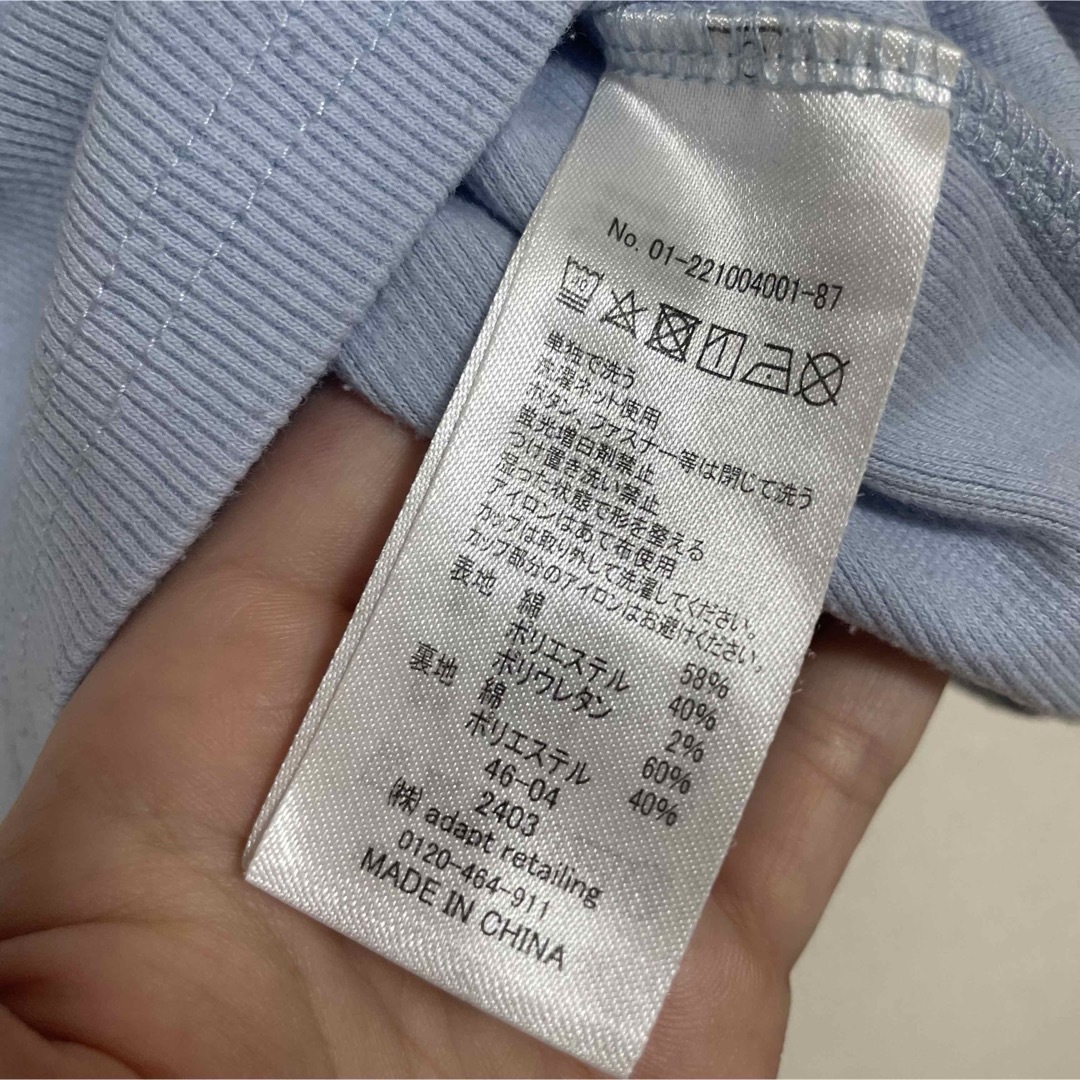 No. 01-221004001-87
単独で洗う
洗濯ネット使用
ボタン,ファスナー等は閉じて洗う
蛍光増白剤禁止
つけ置き洗い禁止
湿った状態で形を整える
アイロンはあて布使用
カップは取り外して洗濯してください。
カップ部分のアイロンはお避けください。
表地 綿 58%
ポリエステル 40%
ポリウレタン 2%
裏地 綿 60%
ポリエステル 40%
46-04
2403
㈱ adapt retailing
0120-464-911
MADE IN CHINA